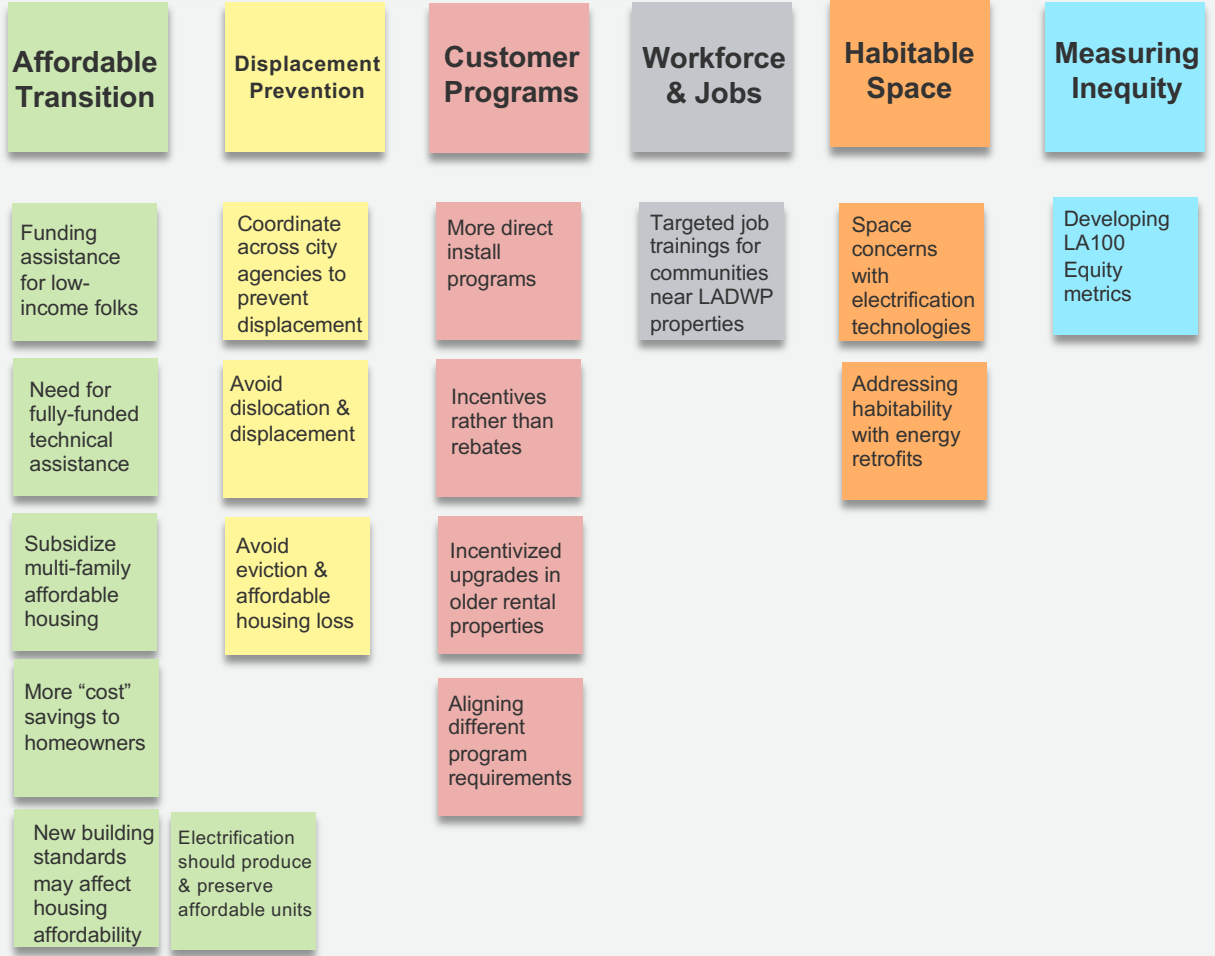 Affordable
Transition
Displacement
Prevention
Customer
Programs
Workforce
& Jobs
Habitable
Space
Measuring
Inequity
Funding
assistance
for low-
income folks
Need for
fully-funded
technical
assistance
Subsidize
multi-family
affordable
housing
More “cost”
savings to
homeowners
New building
standards
may affect
housing
affordability
Electrification
should produce
& preserve
affordable units
Coordinate
across city
agencies to
prevent
displacement
Avoid
dislocation &
displacement
Avoid
eviction &
affordable
housing loss
More direct
install
programs
Incentives
rather than
rebates
Incentivized
upgrades in
older rental
properties
Aligning
different
program
requirements
Targeted job
trainings for
communities
near LADWP
properties
Space
concerns
with
electrification
technologies
Addressing
habitability
with energy
retrofits
Developing
LA100
Equity
metrics